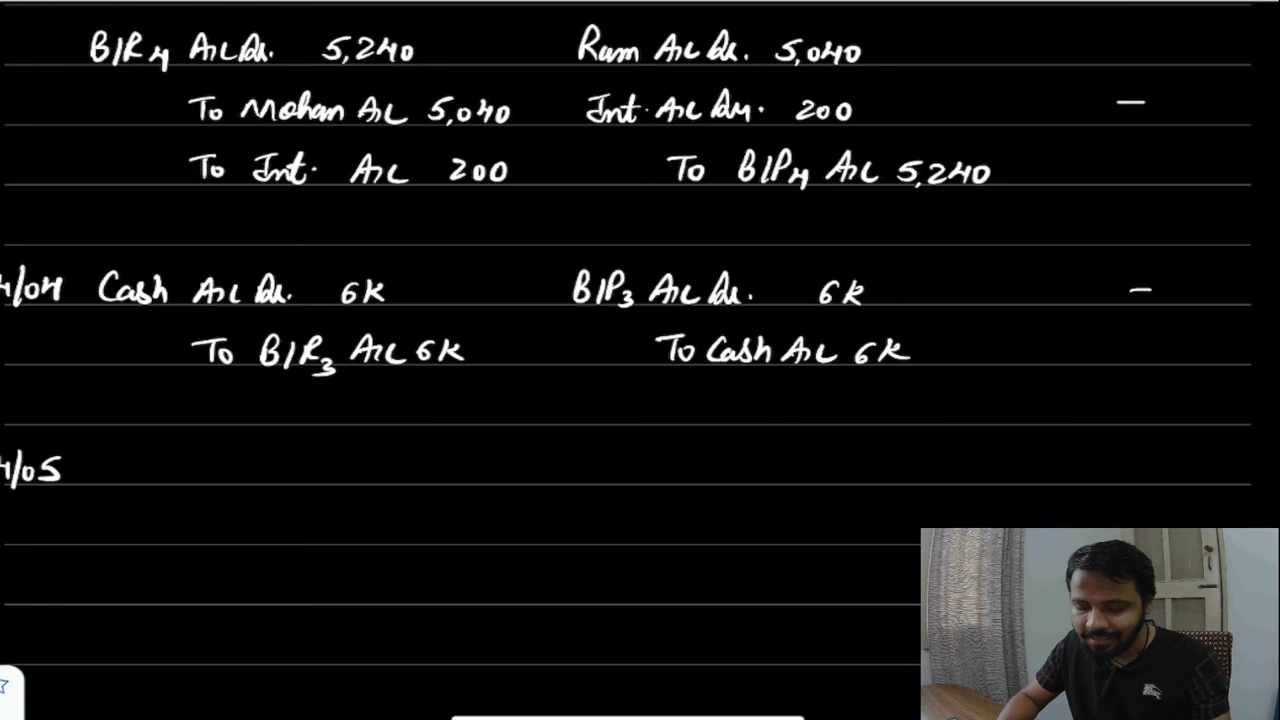 B/R4 A/c Dr. 5,240 Ram A/c Dr. 5,040
To Mohan A/c 5,040 Int. A/c Dr. 200 —
To Int. A/c 200 To B/P4 A/c 5,240
4/04 Cash A/c Dr. 6k B/P3 A/c Dr. 6k —
To B/R3 A/c 6k To Cash A/c 6k
4/05